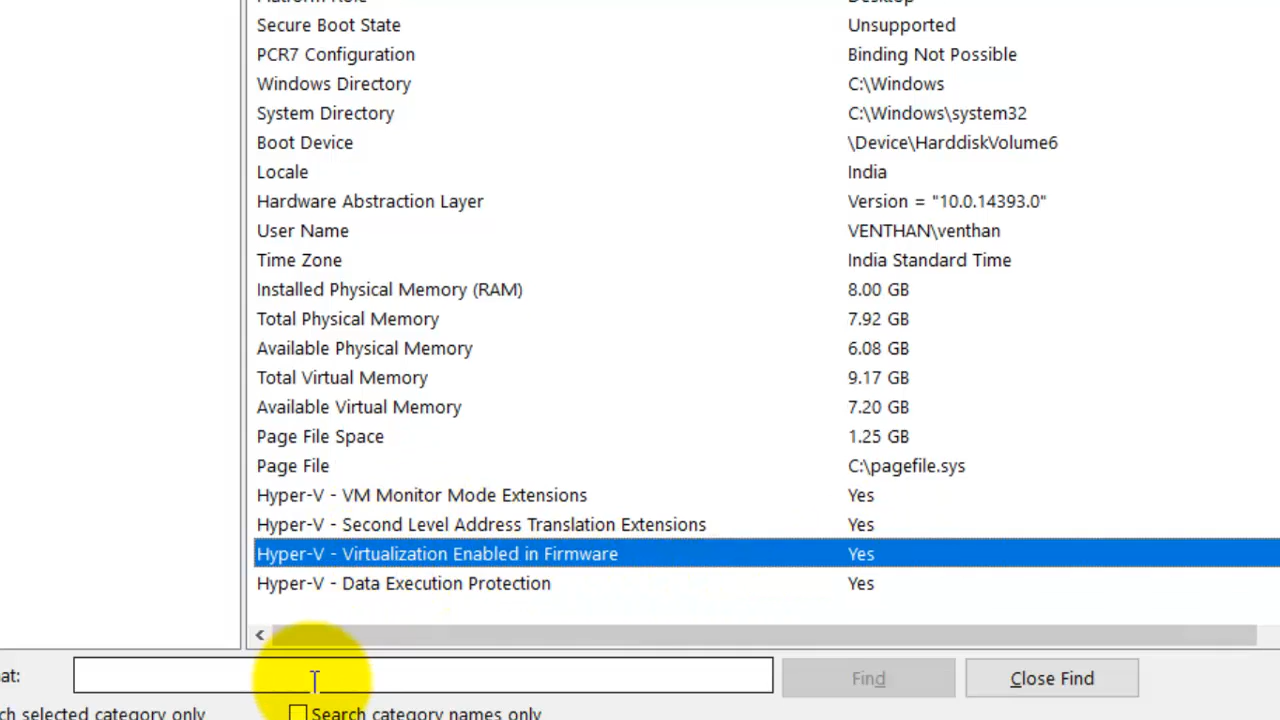 Platform Role Desktop
Secure Boot State Unsupported
PCR7 Configuration Binding Not Possible
Windows Directory C:\Windows
System Directory C:\Windows\system32
Boot Device \Device\HarddiskVolume6
Locale India
Hardware Abstraction Layer Version = "10.0.14393.0"
User Name VENTHAN\venthan
Time Zone India Standard Time
Installed Physical Memory (RAM) 8.00 GB
Total Physical Memory 7.92 GB
Available Physical Memory 6.08 GB
Total Virtual Memory 9.17 GB
Available Virtual Memory 7.20 GB
Page File Space 1.25 GB
Page File C:\pagefile.sys
Hyper-V - VM Monitor Mode Extensions Yes
Hyper-V - Second Level Address Translation Extensions Yes
Hyper-V - Virtualization Enabled in Firmware Yes
Hyper-V - Data Execution Protection Yes
at: Find Close Find
ch selected category only Search category names only